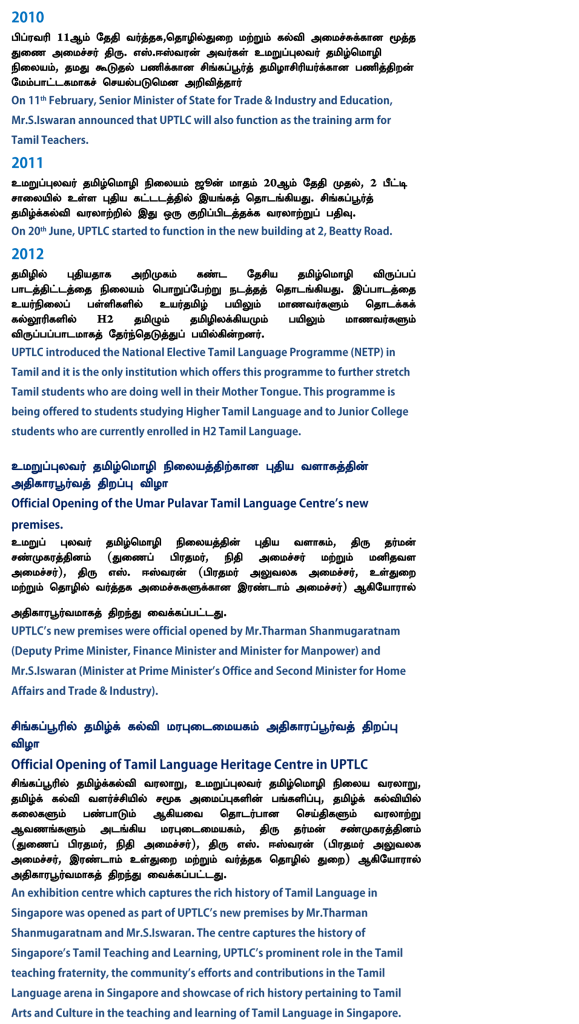 2010
பிப்ரவரி 11ஆம் தேதி வர்த்தக,தொழில்துறை மற்றும் கல்வி அமைச்சுக்கான மூத்த
துணை அமைச்சர் திரு. எஸ்.ஈஸ்வரன் அவர்கள் உமறுப்புலவர் தமிழ்மொழி
நிலையம், தமது கூடுதல் பணிக்கான சிங்கப்பூர்த் தமிழாசிரியர்க்கான பணித்திறன்
மேம்பாட்டகமாகச் செயல்படுமென அறிவித்தார்
On 11th February, Senior Minister of State for Trade & Industry and Education,
Mr.S.Iswaran announced that UPTLC will also function as the training arm for
Tamil Teachers.
2011
உமறுப்புலவர் தமிழ்மொழி நிலையம் ஜூன் மாதம் 20ஆம் தேதி முதல், 2 பீட்டி
சாலையில் உள்ள புதிய கட்டடத்தில் இயங்கத் தொடங்கியது. சிங்கப்பூர்த்
தமிழ்க்கல்வி வரலாற்றில் இது ஒரு குறிப்பிடத்தக்க வரலாற்றுப் பதிவு.
On 20th June, UPTLC started to function in the new building at 2, Beatty Road.
2012
தமிழில் புதியதாக அறிமுகம் கண்ட தேசிய தமிழ்மொழி விருப்பப்
பாடத்திட்டத்தை நிலையம் பொறுப்பேற்று நடத்தத் தொடங்கியது. இப்பாடத்தை
உயர்நிலைப் பள்ளிகளில் உயர்தமிழ் பயிலும் மாணவர்களும் தொடக்கக்
கல்லூரிகளில் H2 தமிழும் தமிழிலக்கியமும் பயிலும் மாணவர்களும்
விருப்பப்பாடமாகத் தேர்ந்தெடுத்துப் பயில்கின்றனர்.
UPTLC introduced the National Elective Tamil Language Programme (NETP) in
Tamil and it is the only institution which offers this programme to further stretch
Tamil students who are doing well in their Mother Tongue. This programme is
being offered to students studying Higher Tamil Language and to Junior College
students who are currently enrolled in H2 Tamil Language.
உமறுப்புலவர் தமிழ்மொழி நிலையத்திற்கான புதிய வளாகத்தின்
அதிகாரபூர்வத் திறப்பு விழா
Official Opening of the Umar Pulavar Tamil Language Centre’s new
premises.
உமறுப் புலவர் தமிழ்மொழி நிலையத்தின் புதிய வளாகம், திரு தர்மன்
சண்முகரத்தினம் (துணைப் பிரதமர், நிதி அமைச்சர் மற்றும் மனிதவள
அமைச்சர்), திரு எஸ். ஈஸ்வரன் (பிரதமர் அலுவலக அமைச்சர், உள்துறை
மற்றும் தொழில் வர்த்தக அமைச்சுகளுக்கான இரண்டாம் அமைச்சர்) ஆகியோரால்
அதிகாரபூர்வமாகத் திறந்து வைக்கப்பட்டது.
UPTLC’s new premises were official opened by Mr.Tharman Shanmugaratnam
(Deputy Prime Minister, Finance Minister and Minister for Manpower) and
Mr.S.Iswaran (Minister at Prime Minister’s Office and Second Minister for Home
Affairs and Trade & Industry).
சிங்கப்பூரில் தமிழ்க் கல்வி மரபுடைமையகம் அதிகாரப்பூர்வத் திறப்பு
விழா
Official Opening of Tamil Language Heritage Centre in UPTLC
சிங்கப்பூரில் தமிழ்க்கல்வி வரலாறு, உமறுப்புலவர் தமிழ்மொழி நிலைய வரலாறு,
தமிழ்க் கல்வி வளர்ச்சியில் சமூக அமைப்புகளின் பங்களிப்பு, தமிழ்க் கல்வியில்
கலைகளும் பண்பாடும் ஆகியவை தொடர்பான செய்திகளும் வரலாற்று
ஆவணங்களும் அடங்கிய மரபுடைமையகம், திரு தர்மன் சண்முகரத்தினம்
(துணைப் பிரதமர், நிதி அமைச்சர்), திரு எஸ். ஈஸ்வரன் (பிரதமர் அலுவலக
அமைச்சர், இரண்டாம் உள்துறை மற்றும் வர்த்தக தொழில் துறை) ஆகியோரால்
அதிகாரபூர்வமாகத் திறந்து வைக்கப்பட்டது.
An exhibition centre which captures the rich history of Tamil Language in
Singapore was opened as part of UPTLC’s new premises by Mr.Tharman
Shanmugaratnam and Mr.S.Iswaran. The centre captures the history of
Singapore’s Tamil Teaching and Learning, UPTLC’s prominent role in the Tamil
teaching fraternity, the community’s efforts and contributions in the Tamil
Language arena in Singapore and showcase of rich history pertaining to Tamil
Arts and Culture in the teaching and learning of Tamil Language in Singapore.